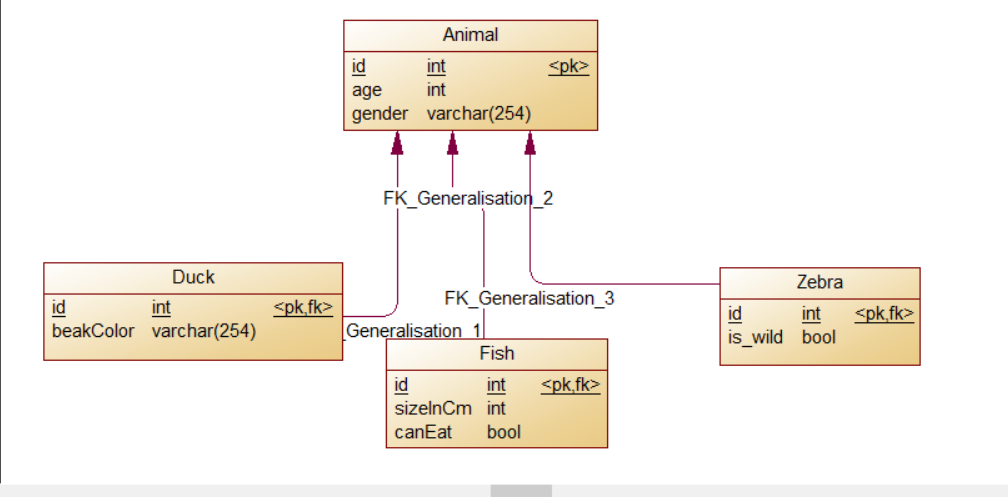 Animal
id int <pk>
age int
gender varchar(254)
FK_Generalisation_2
Duck
id int <pk,fk>
beakColor varchar(254)
Zebra
id int <pk,fk>
is_wild bool
FK_Generalisation_3
_Generalisation_1
Fish
id int <pk,fk>
sizeInCm int
canEat bool